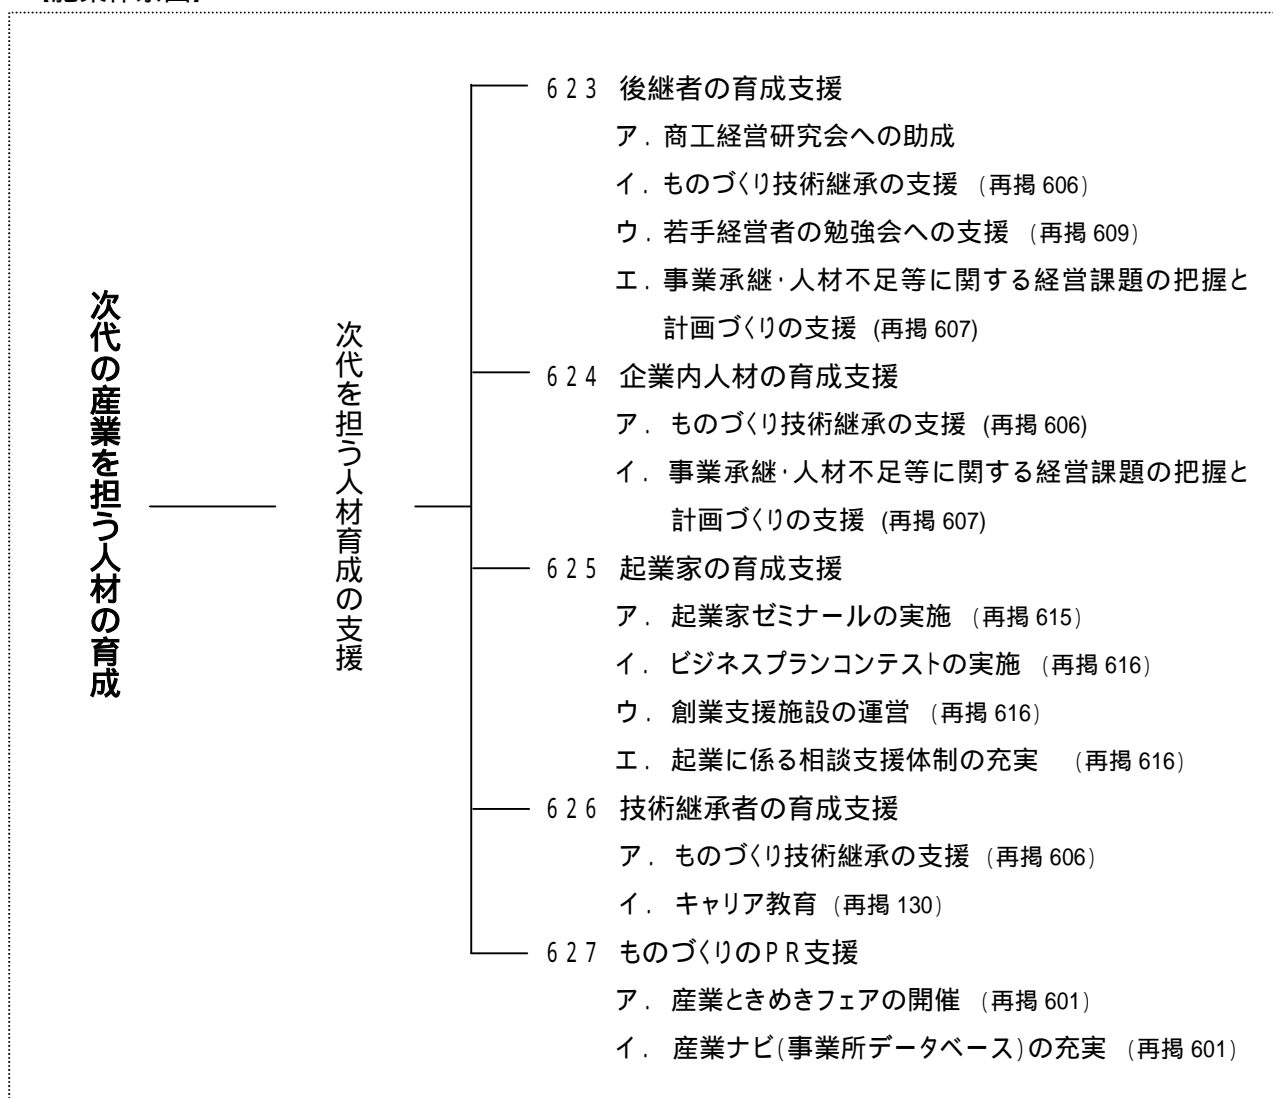 次代の産業を担う人材の育成
次代を担う人材育成の支援
623 後継者の育成支援
ア．商工経営研究会への助成
イ．ものづくり技術継承の支援 (再掲 606)
ウ．若手経営者の勉強会への支援 (再掲 609)
エ．事業承継・人材不足等に関する経営課題の把握と
計画づくりの支援 (再掲 607)
624 企業内人材の育成支援
ア．ものづくり技術継承の支援 (再掲 606)
イ．事業承継・人材不足等に関する経営課題の把握と
計画づくりの支援 (再掲 607)
625 起業家の育成支援
ア．起業家ゼミナールの実施 (再掲 615)
イ．ビジネスプランコンテストの実施 (再掲 616)
ウ．創業支援施設の運営 (再掲 616)
エ．起業に係る相談支援体制の充実 (再掲 616)
626 技術継承者の育成支援
ア．ものづくり技術継承の支援 (再掲 606)
イ．キャリア教育 (再掲 130)
627 ものづくりのPR支援
ア．産業ときめきフェアの開催 (再掲 601)
イ．産業ナビ(事業所データベース)の充実 (再掲 601)